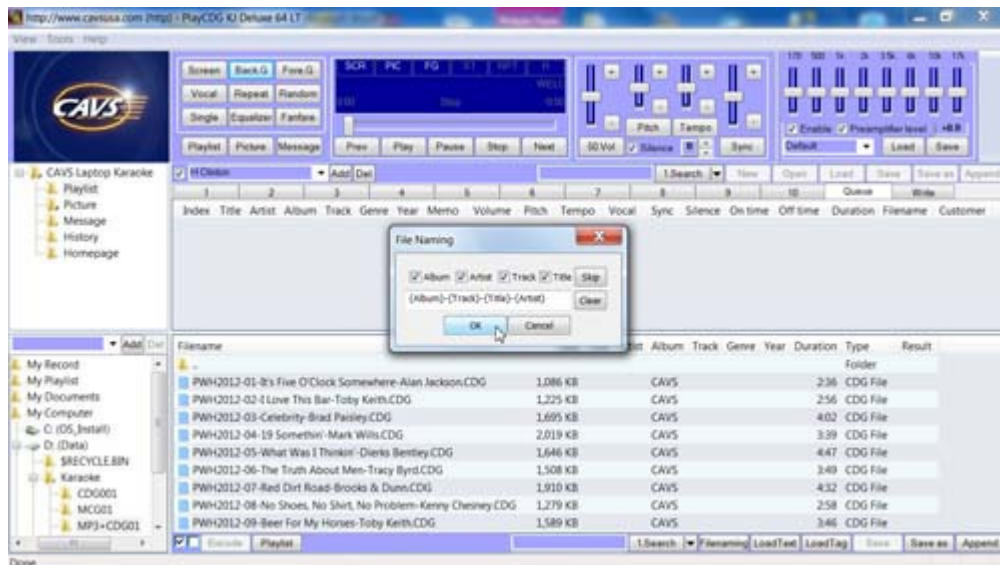 http://www.cavsusa.com (http) - PlayCDG KJ Deluxe 64 LT
View Tools Help
CAVS
Screen Back.G Fore.G
Vocal Repeat Random
Single Equalizer Fanfare
Playlist Picture Message
SCR PIC FG
Stop
Prev Play Pause Stop Next
Pitch Tempo
SO.Vol Silence Sync
170 500 1k 2k 3.5k 6k 10k 17k
Enable Preamplifier level +8.8
Default Load Save
CAVS Laptop Karaoke
Playlist
Picture
Message
History
Homepage
H Clinton Add Del 1.Search New Open Load Save Save as Append
1 2 3 4 5 6 7 8 9 10 Queue Write
Index Title Artist Album Track Genre Year Memo Volume Pitch Tempo Vocal Sync Silence On time Off time Duration Filename Customer
File Naming
Album Artist Track Title Skip
{Album}-{Track}-{Title}-{Artist} Clear
OK Cancel
Add Del
My Record
My Playlist
My Documents
My Computer
C: (OS_Install)
D: (Data)
$RECYCLE.BIN
Karaoke
CDG001
MCG01
MP3+CDG01
Filename Album Track Genre Year Duration Type Result
.. Folder
PWH2012-01-It's Five O'Clock Somewhere-Alan Jackson.CDG 1,086 KB CAVS 2:36 CDG File
PWH2012-02-I Love This Bar-Toby Keith.CDG 1,225 KB CAVS 2:56 CDG File
PWH2012-03-Celebrity-Brad Paisley.CDG 1,695 KB CAVS 4:02 CDG File
PWH2012-04-19 Somethin'-Mark Wills.CDG 2,019 KB CAVS 3:39 CDG File
PWH2012-05-What Was I Thinkin'-Dierks Bentley.CDG 1,646 KB CAVS 4:47 CDG File
PWH2012-06-The Truth About Men-Tracy Byrd.CDG 1,508 KB CAVS 3:49 CDG File
PWH2012-07-Red Dirt Road-Brooks & Dunn.CDG 1,910 KB CAVS 4:32 CDG File
PWH2012-08-No Shoes, No Shirt, No Problem-Kenny Chesney.CDG 1,279 KB CAVS 2:58 CDG File
PWH2012-09-Beer For My Horses-Toby Keith.CDG 1,589 KB CAVS 3:46 CDG File
Encode Playlist 1.Search Filenaming LoadText LoadTag Save Save as Append
Done